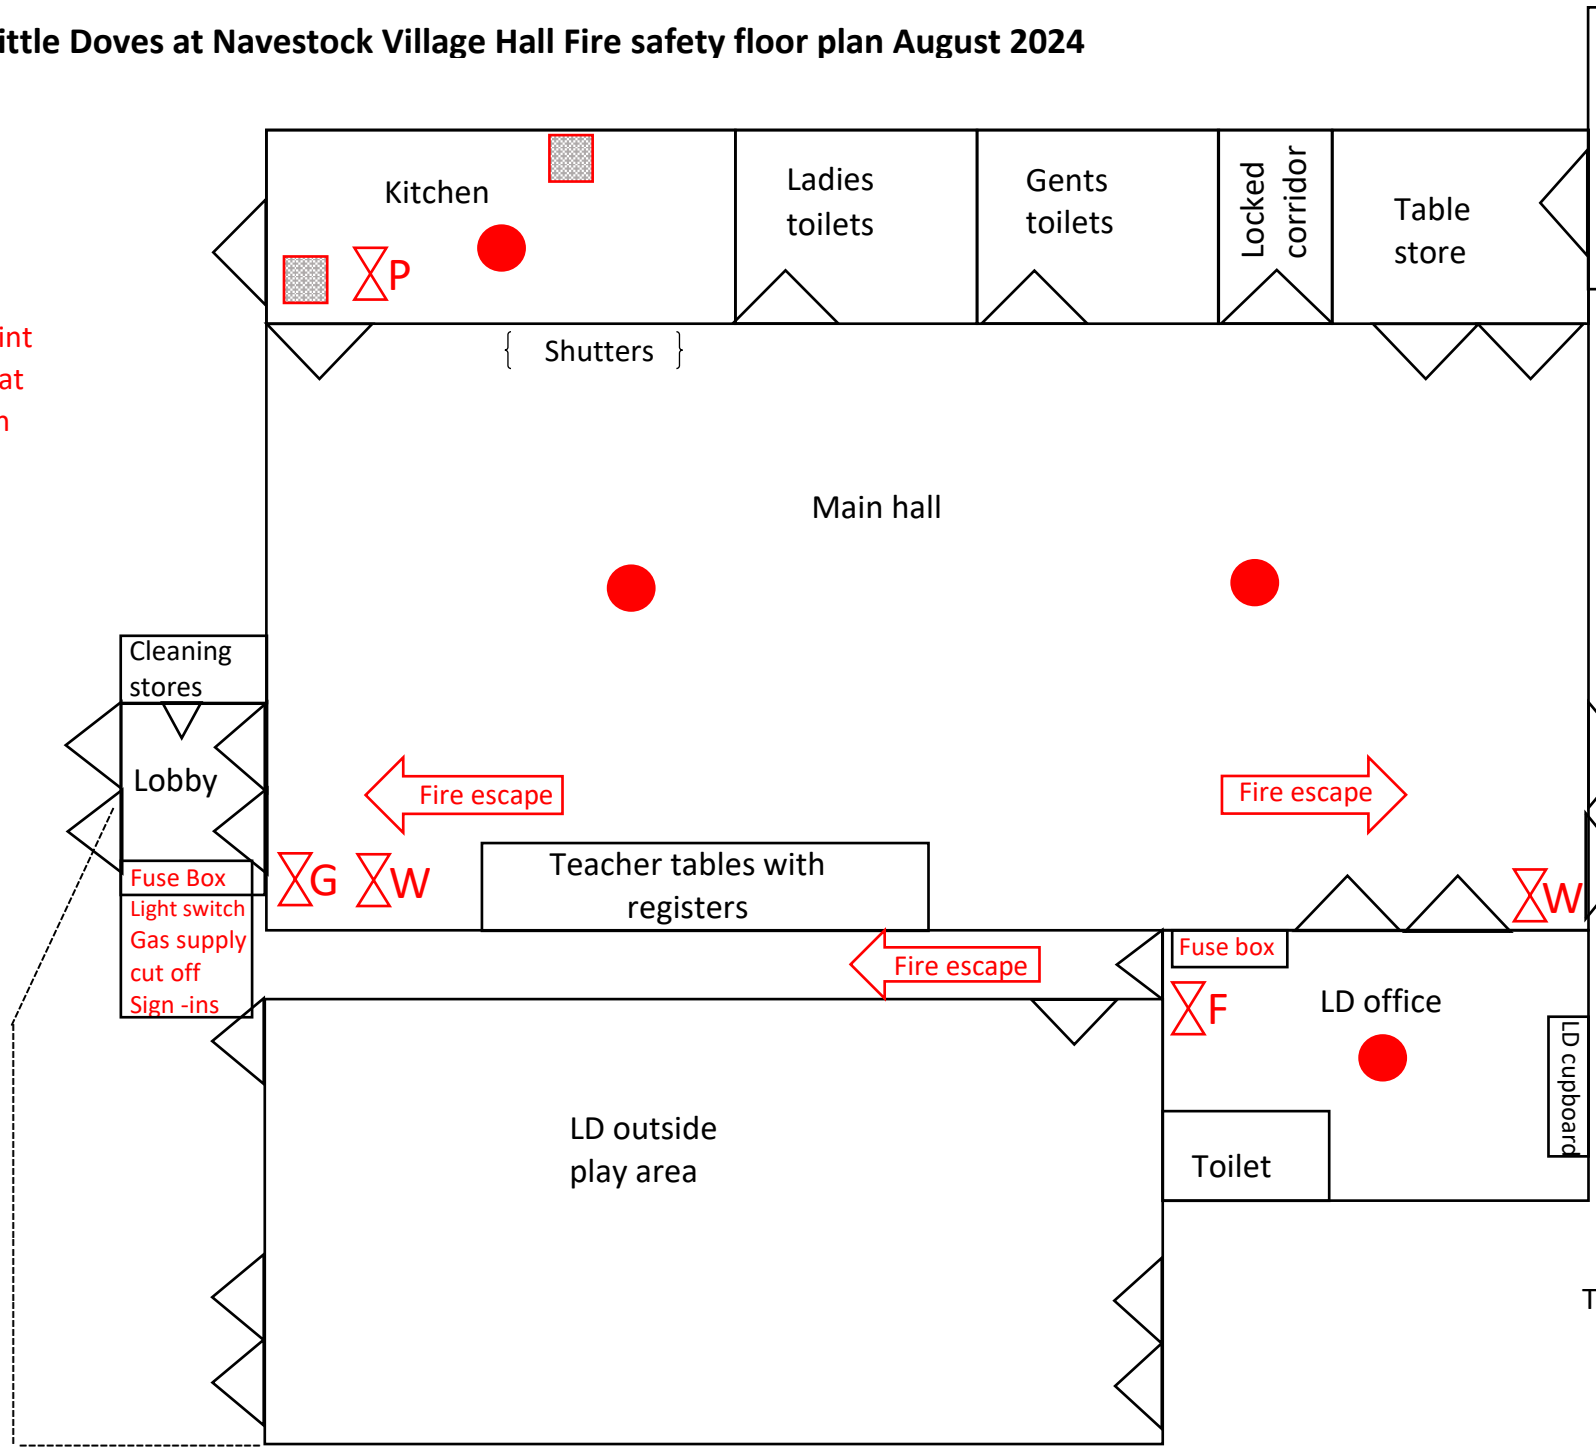 ittle Doves at Navestock Village Hall Fire safety floor plan August 2024
Kitchen
Ladies
toilets
Gents
toilets
Locked
corridor
Table
store
P
int
at
Shutters
Main hall
Cleaning
stores
Lobby
Fire escape
Fire escape
G
W
Teacher tables with
registers
W
Fuse Box
Light switch
Gas supply
cut off
Sign -ins
Fire escape
Fuse box
F
LD office
LD cupboard
LD outside
play area
Toilet
T